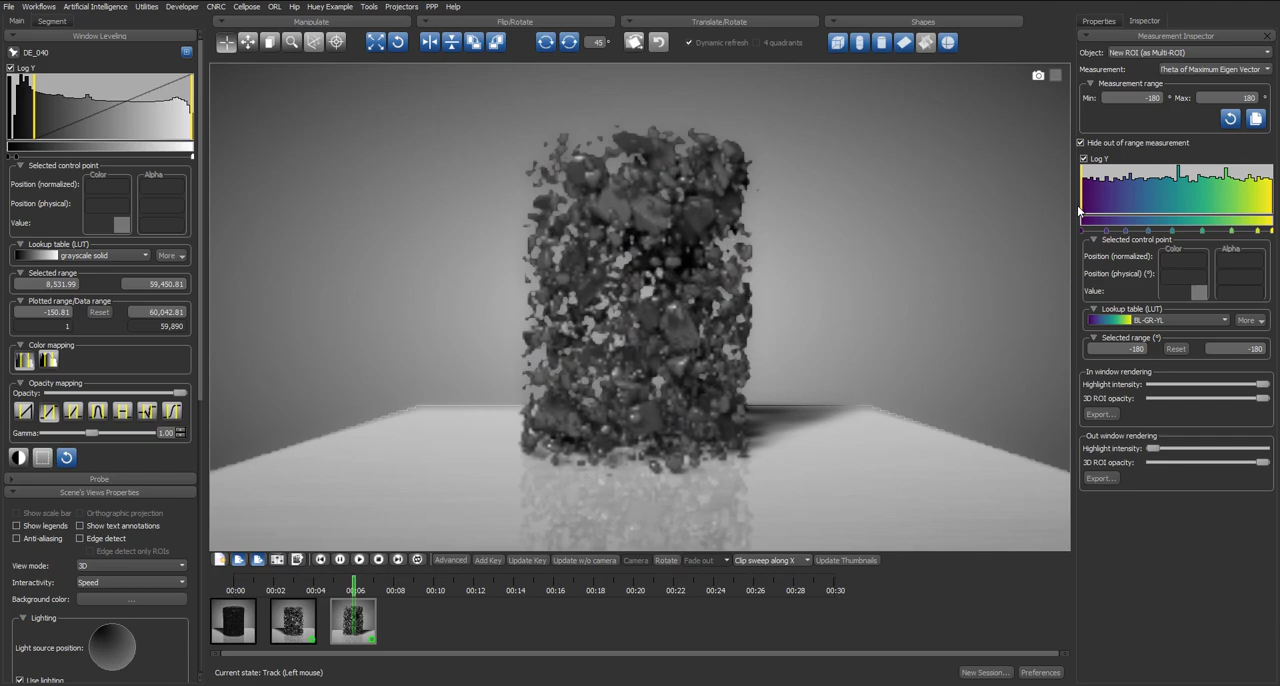 File Workflows Artificial Intelligence Utilities Developer CNRC Cellpose ORL Hip Huey Example Tools Projectors PPP Help
Main Segment
Window Leveling
DE_040
Log Y
Selected control point
Color Alpha
Position (normalized):
Position (physical):
Value:
Lookup table (LUT)
grayscale solid More
Selected range
8,531.99 59,450.81
Plotted range/Data range
-150.81 Reset 60,042.81
1 59,890
Color mapping
Opacity mapping
Opacity:
Gamma: 1.00
Probe
Scene's Views Properties
Show scale bar Orthographic projection
Show legends Show text annotations
Anti-aliasing Edge detect
Edge detect only ROIs
View mode: 3D
Interactivity: Speed
Background color: ...
Lighting
Light source position:
Use lighting
Manipulate Flip/Rotate Translate/Rotate Shapes
45 ° Dynamic refresh 4 quadrants
Advanced Add Key Update Key Update w/o camera Camera Rotate Fade out Clip sweep along X Update Thumbnails
00:00 00:02 00:04 00:06 00:08 00:10 00:12 00:14 00:16 00:18 00:20 00:22 00:24 00:26 00:28 00:30
Current state: Track (Left mouse) New Session... Preferences
Properties Inspector
Measurement Inspector
Object: New ROI (as Multi-ROI)
Measurement: Theta of Maximum Eigen Vector
Measurement range
Min: -180 ° Max: 180 °
Hide out of range measurement
Log Y
Selected control point
Color Alpha
Position (normalized):
Position (physical) (°):
Value:
Lookup table (LUT)
BL-GR-YL More
Selected range (°)
-180 Reset -180
In window rendering
Highlight intensity:
3D ROI opacity:
Export...
Out window rendering
Highlight intensity:
3D ROI opacity:
Export...